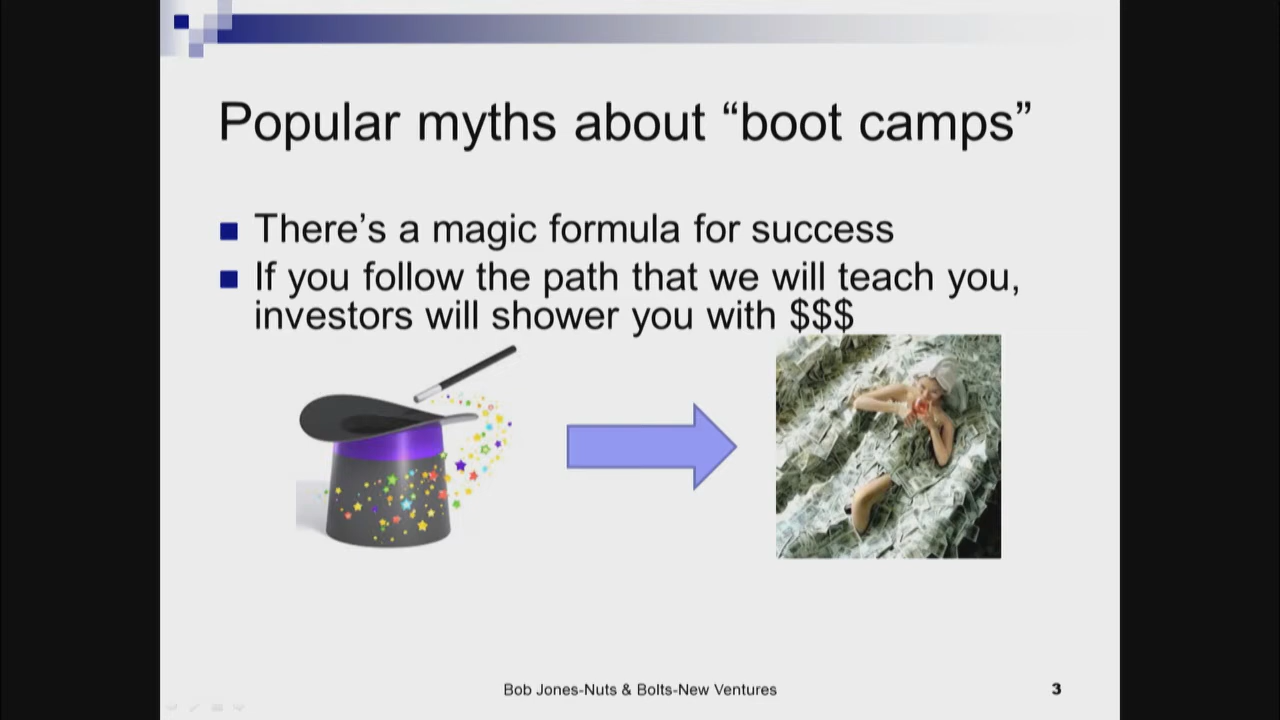 Popular myths about “boot camps”
There’s a magic formula for success
If you follow the path that we will teach you,
investors will shower you with $$$
Bob Jones-Nuts & Bolts-New Ventures
3